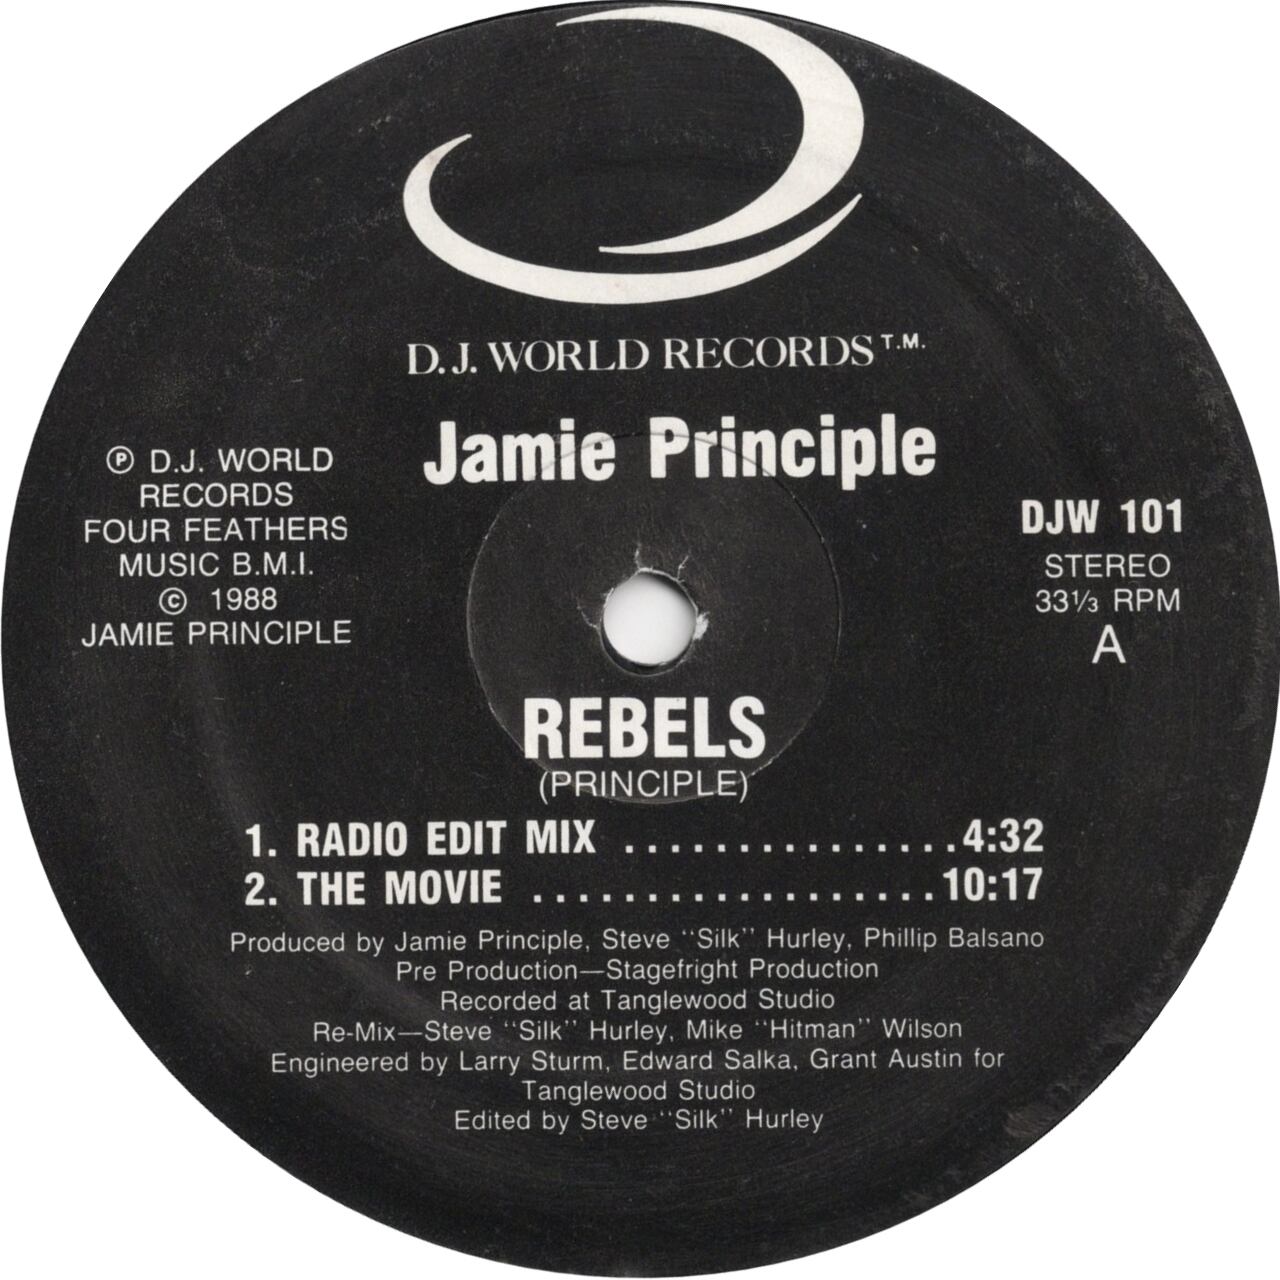 D.J. WORLD RECORDS T.M.
Jamie Principle
Ⓟ D.J. WORLD
RECORDS
FOUR FEATHERS
MUSIC B.M.I.
© 1988
JAMIE PRINCIPLE
DJW 101
STEREO
33⅓ RPM
A
REBELS
(PRINCIPLE)
1. RADIO EDIT MIX ................4:32
2. THE MOVIE ...................10:17
Produced by Jamie Principle, Steve "Silk" Hurley, Phillip Balsano
Pre Production—Stagefright Production
Recorded at Tanglewood Studio
Re-Mix—Steve "Silk" Hurley, Mike "Hitman" Wilson
Engineered by Larry Sturm, Edward Salka, Grant Austin for
Tanglewood Studio
Edited by Steve "Silk" Hurley